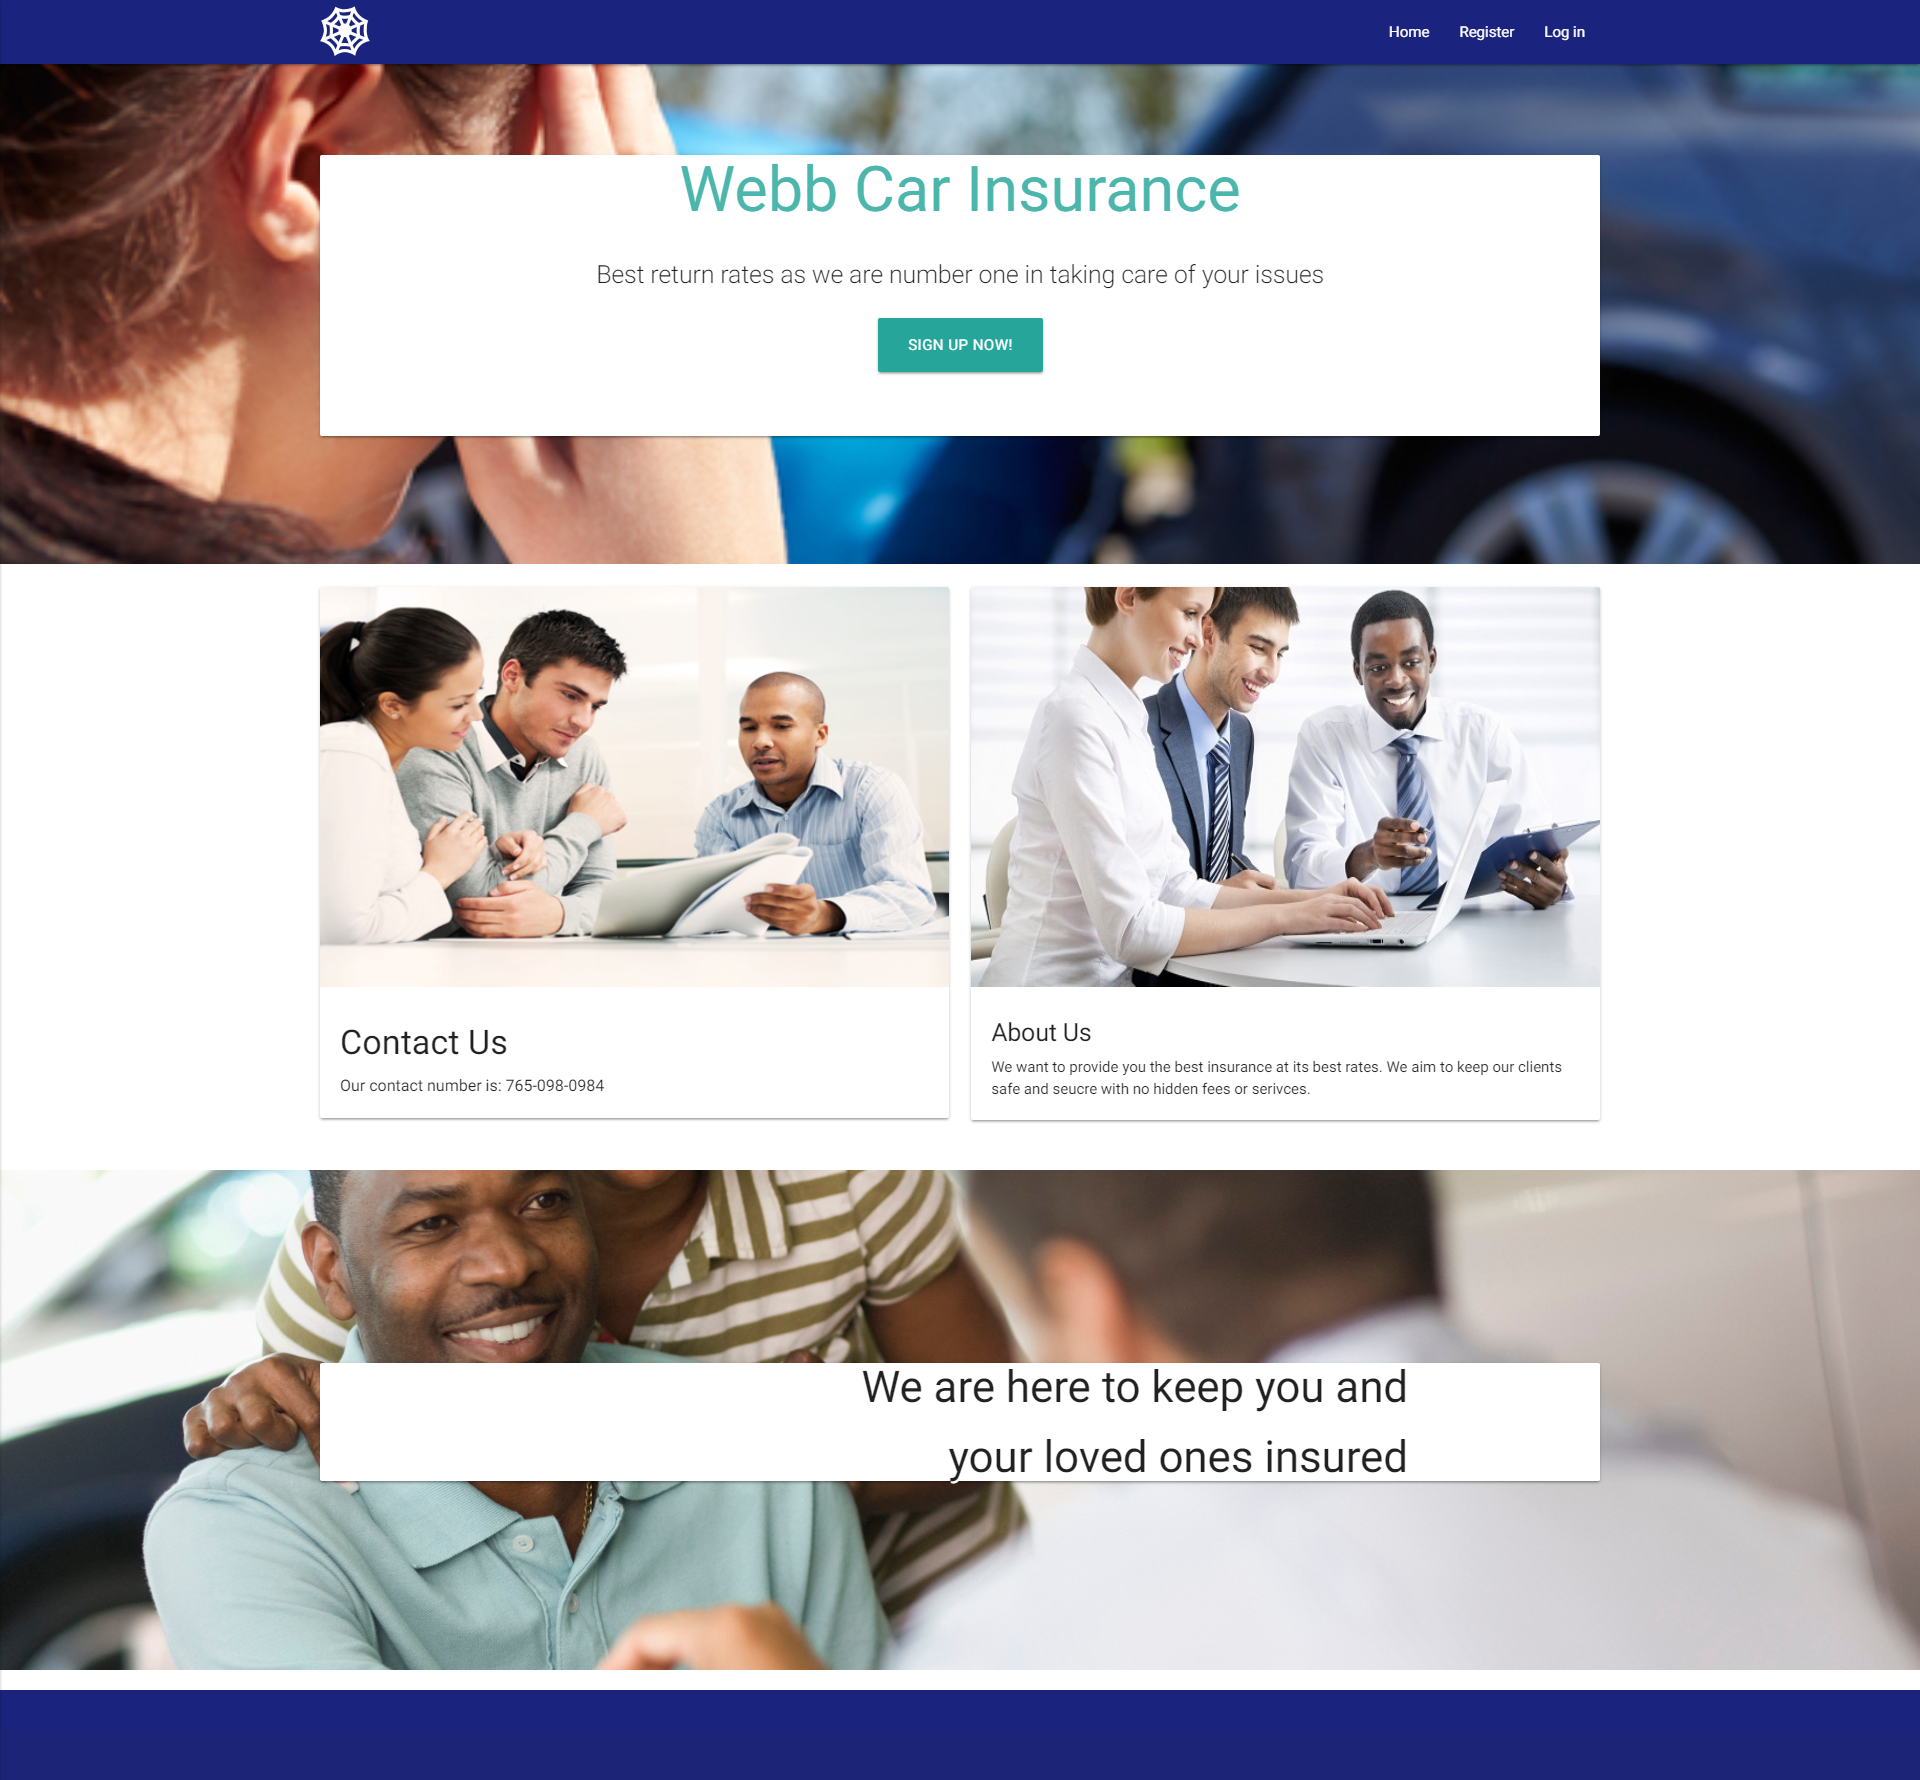 Home Register Log in
Webb Car Insurance
Best return rates as we are number one in taking care of your issues
SIGN UP NOW!
Contact Us
Our contact number is: 765-098-0984
About Us
We want to provide you the best insurance at its best rates. We aim to keep our clients
safe and seucre with no hidden fees or serivces.
We are here to keep you and
your loved ones insured